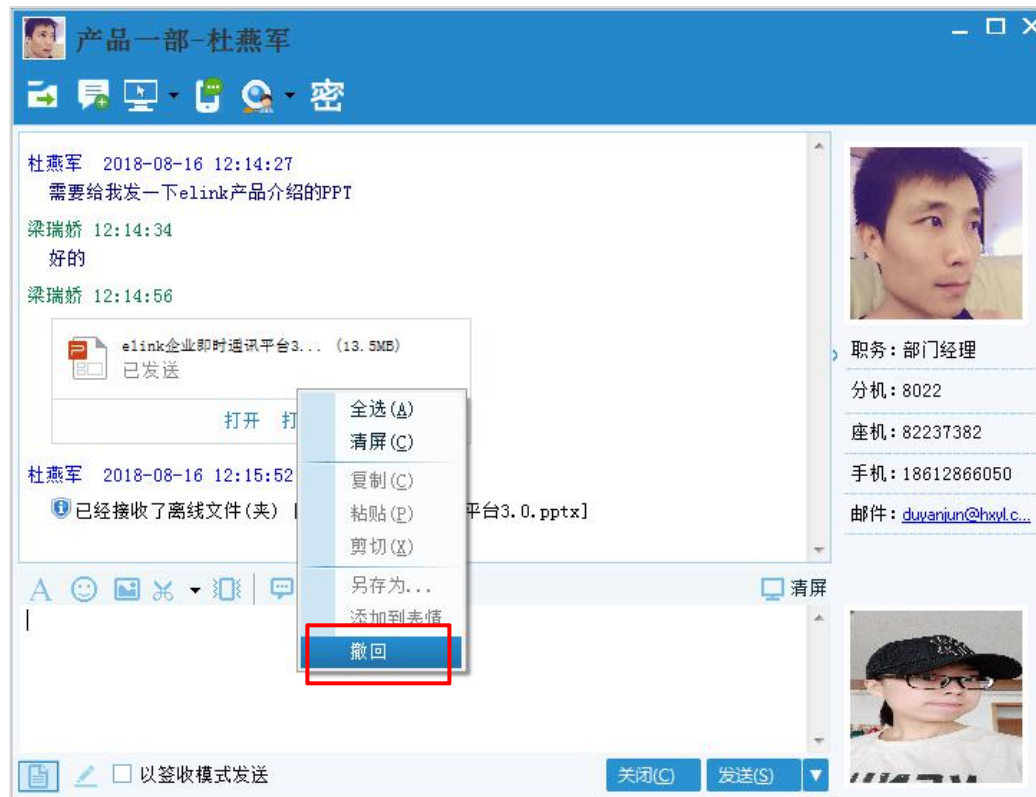 产品一部-杜燕军
密
杜燕军 2018-08-16 12:14:27
需要给我发一下elink产品介绍的PPT
梁瑞娇 12:14:34
好的
梁瑞娇 12:14:56
elink企业即时通讯平台3... (13.5MB)
已发送
打开 打
杜燕军 2018-08-16 12:15:52
已经接收了离线文件(夹) [ 平台3.0.pptx]
全选(A)
清屏(C)
复制(C)
粘贴(P)
剪切(X)
另存为...
添加到表情
撤回
清屏
以签收模式发送
关闭(C)
发送(S)
职务:部门经理
分机:8022
座机:82237382
手机:18612866050
邮件:duyanjun@hxyl.c...